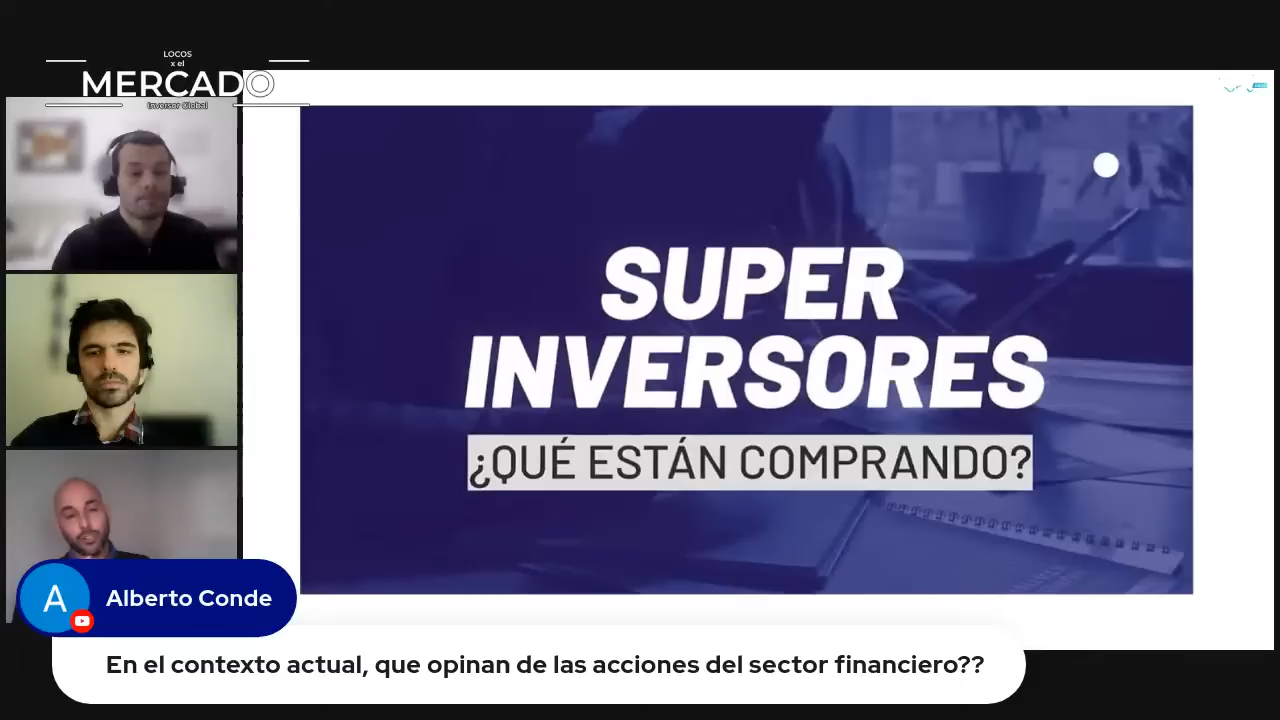 LOCOS
x el
MERCADO
Inversor Global
SUPER
INVERSORES
¿QUÉ ESTÁN COMPRANDO?
A
Alberto Conde
En el contexto actual, que opinan de las acciones del sector financiero??